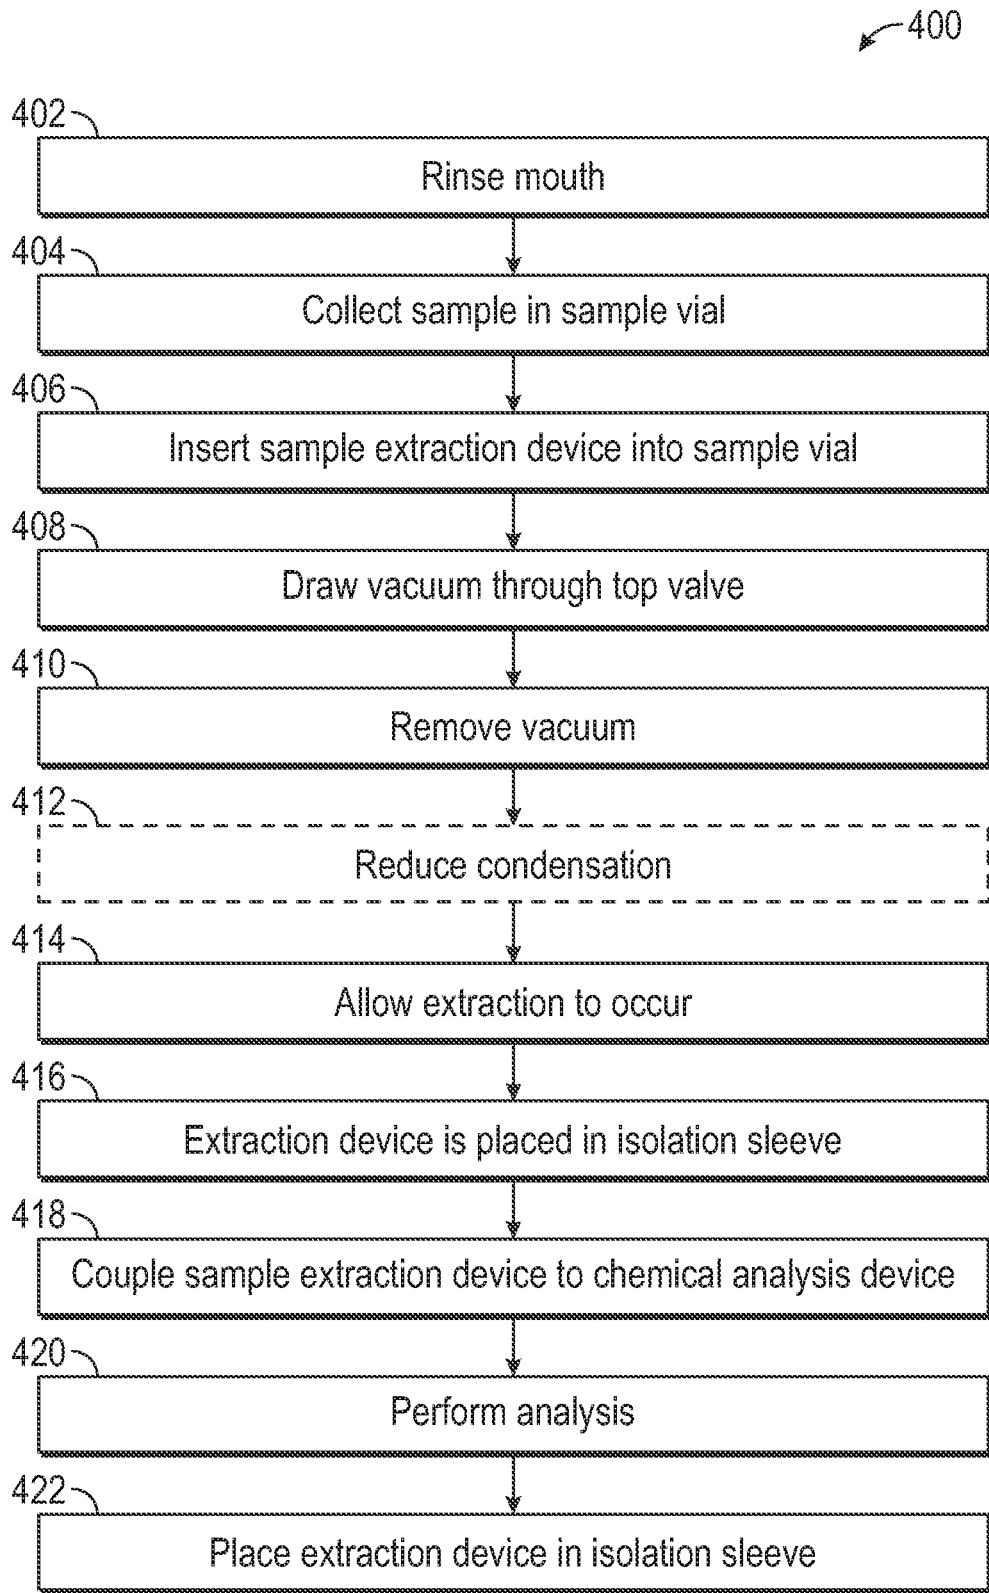 400
402
Rinse mouth
404
Collect sample in sample vial
406
Insert sample extraction device into sample vial
408
Draw vacuum through top valve
410
Remove vacuum
412
Reduce condensation
414
Allow extraction to occur
416
Extraction device is placed in isolation sleeve
418
Couple sample extraction device to chemical analysis device
420
Perform analysis
422
Place extraction device in isolation sleeve